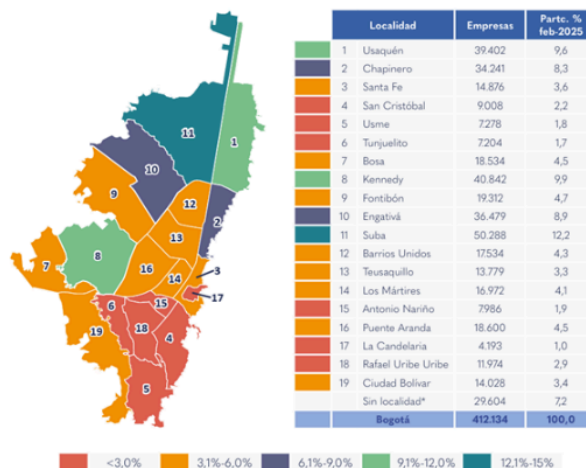 Localidad Empresas Partc. % feb-2025
1 Usaquén 39.402 9,6
2 Chapinero 34.241 8,3
3 Santa Fe 14.876 3,6
4 San Cristóbal 9.008 2,2
5 Usme 7.278 1,8
6 Tunjuelito 7.204 1,7
7 Bosa 18.534 4,5
8 Kennedy 40.842 9,9
9 Fontibón 19.312 4,7
10 Engativá 36.479 8,9
11 Suba 50.288 12,2
12 Barrios Unidos 17.534 4,3
13 Teusaquillo 13.779 3,3
14 Los Mártires 16.972 4,1
15 Antonio Nariño 7.986 1,9
16 Puente Aranda 18.600 4,5
17 La Candelaria 4.193 1,0
18 Rafael Uribe Uribe 11.974 2,9
19 Ciudad Bolívar 14.028 3,4
Sin localidad* 29.604 7,2
Bogotá 412.134 100,0
11
1
10
9
12
2
13
8
7
16
14
3
17
15
6
19
18
4
5
<3,0% 3,1%-6,0% 6,1%-9,0% 9,1%-12,0% 12.1%-15%